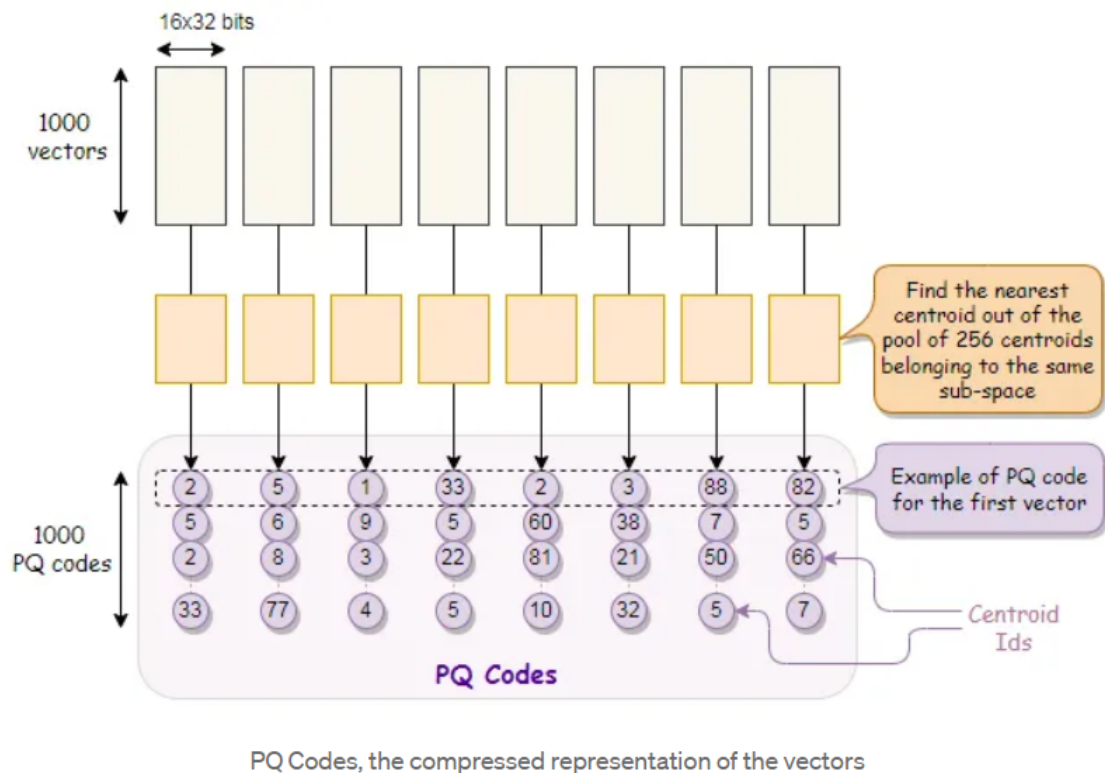 16x32 bits
1000
vectors
Find the nearest
centroid out of the
pool of 256 centroids
belonging to the same
sub-space
2 5 1 33 2 3 88 82
Example of PQ code
for the first vector
5 6 9 5 60 38 7 5
1000
PQ codes
2 8 3 22 81 21 50 66
33 77 4 5 10 32 5 7
Centroid
Ids
PQ Codes
PQ Codes, the compressed representation of the vectors